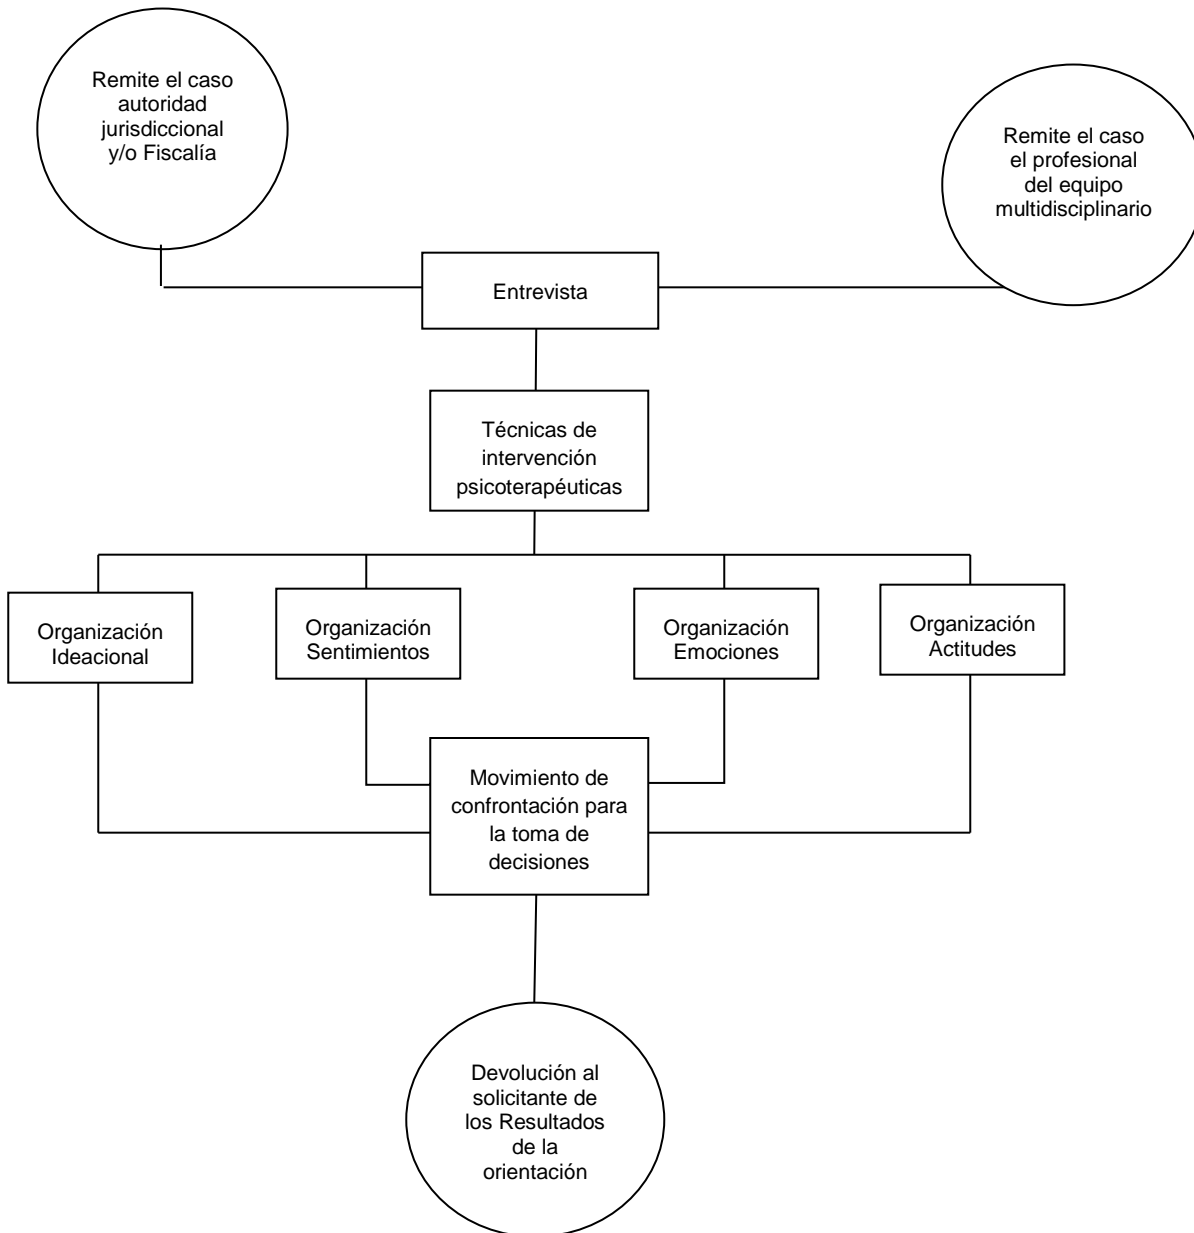 Remite el caso
autoridad
jurisdiccional
y/o Fiscalía
Remite el caso
el profesional
del equipo
multidisciplinario
Entrevista
Técnicas de
intervención
psicoterapéuticas
Organización
Ideacional
Organización
Sentimientos
Organización
Emociones
Organización
Actitudes
Movimiento de
confrontación para
la toma de
decisiones
Devolución al
solicitante de
los Resultados
de la
orientación